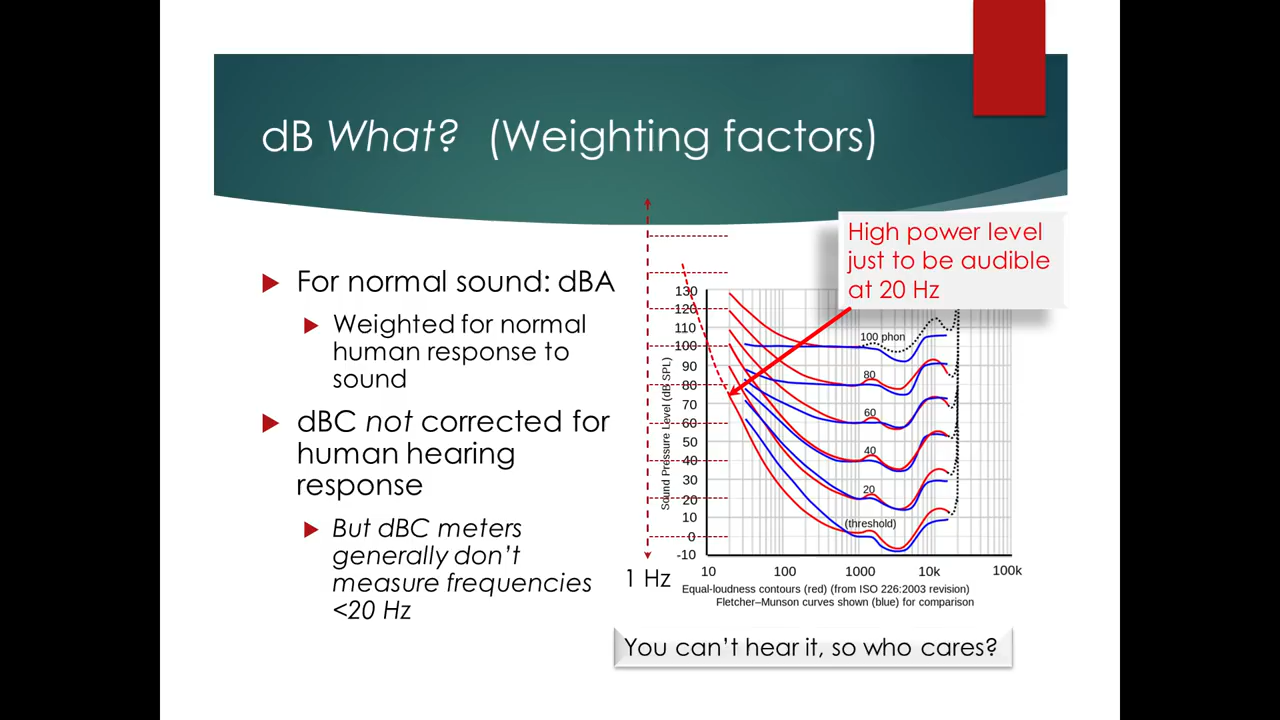 dB What? (Weighting factors)
For normal sound: dBA
Weighted for normal
human response to
sound
dBC not corrected for
human hearing
response
But dBC meters
generally don't
measure frequencies
<20 Hz
High power level
just to be audible
at 20 Hz
Sound Pressure Level (dB SPL)
130
120
110
100
90
80
70
60
50
40
30
20
10
0
-10
100 phon
80
60
40
20
(threshold)
1 Hz
10 100 1000 10k 100k
Equal-loudness contours (red) (from ISO 226:2003 revision)
Fletcher–Munson curves shown (blue) for comparison
You can't hear it, so who cares?